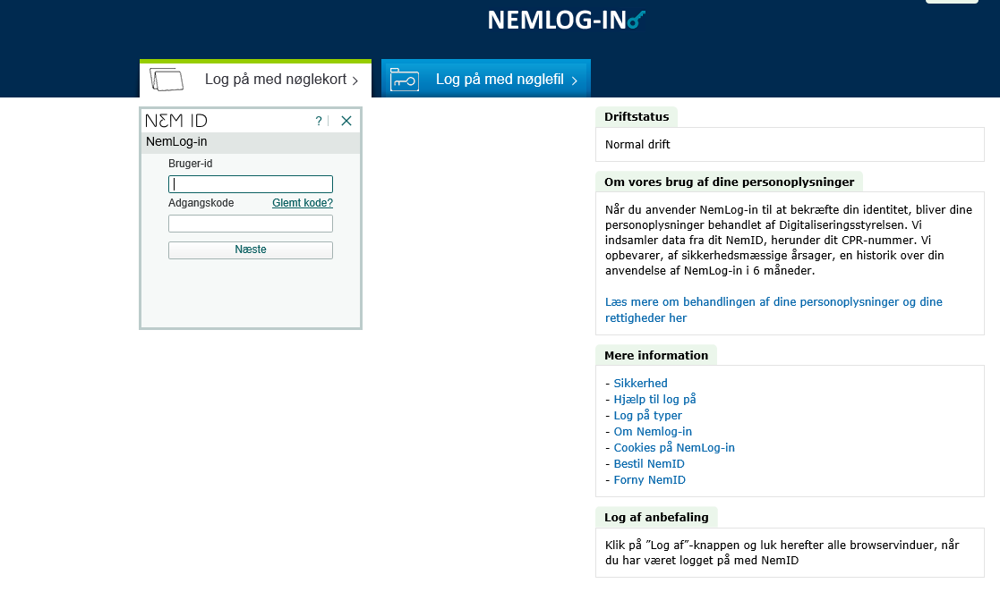 NEMLOG-IN
Log på med nøglekort
Log på med nøglefil
NEM ID
?
NemLog-in
Bruger-id
Adgangskode Glemt kode?
Næste
Driftstatus
Normal drift
Om vores brug af dine personoplysninger
Når du anvender NemLog-in til at bekræfte din identitet, bliver dine
personoplysninger behandlet af Digitaliseringsstyrelsen. Vi
indsamler data fra dit NemID, herunder dit CPR-nummer. Vi
opbevarer, af sikkerhedsmæssige årsager, en historik over din
anvendelse af NemLog-in i 6 måneder.
Læs mere om behandlingen af dine personoplysninger og dine
rettigheder her
Mere information
- Sikkerhed
- Hjælp til log på
- Log på typer
- Om Nemlog-in
- Cookies på NemLog-in
- Bestil NemID
- Forny NemID
Log af anbefaling
Klik på ”Log af”-knappen og luk herefter alle browservinduer, når
du har været logget på med NemID